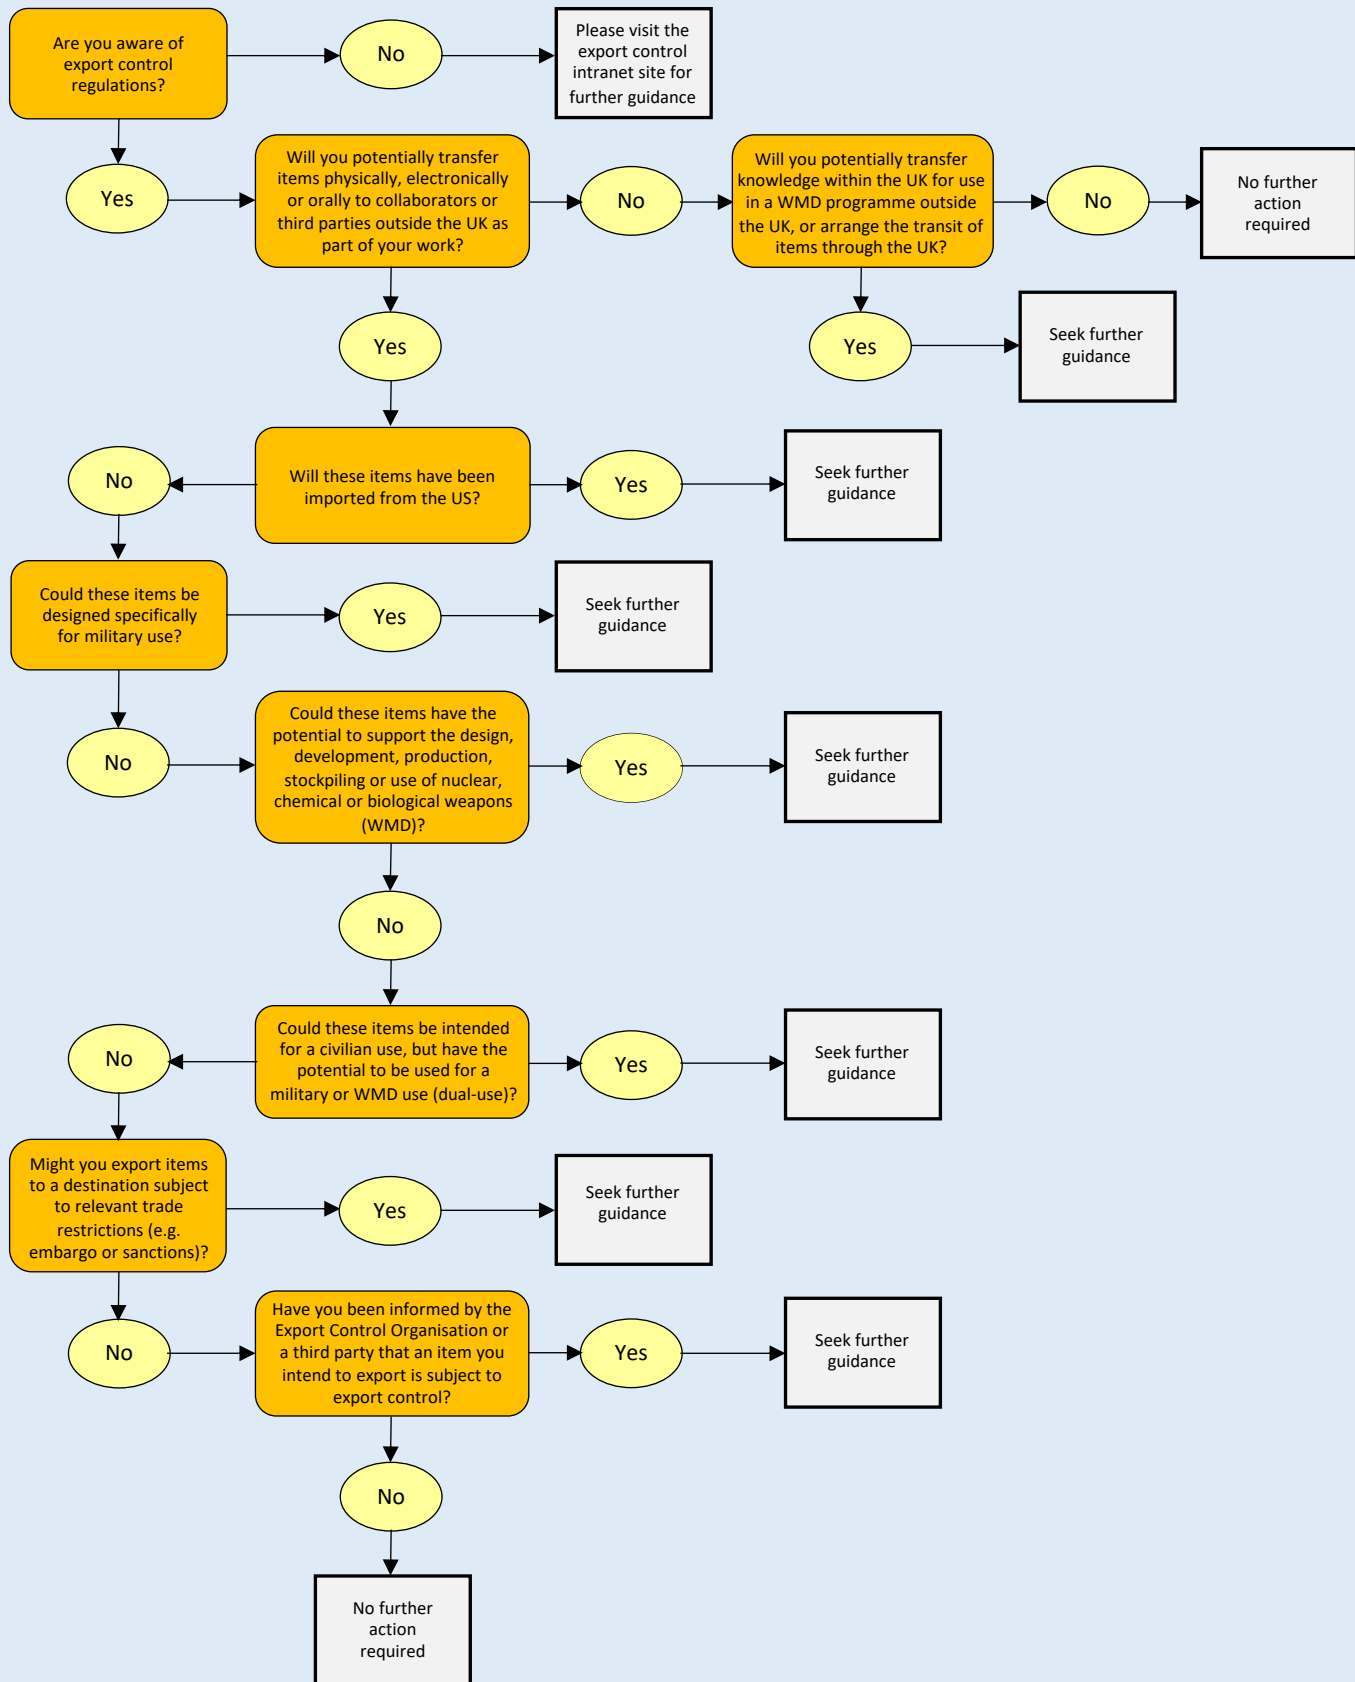 Are you aware of
export control
regulations?
No
Please visit the
export control
intranet site for
further guidance
Yes
Will you potentially transfer
items physically, electronically
or orally to collaborators or
third parties outside the UK as
part of your work?
No
Will you potentially transfer
knowledge within the UK for use
in a WMD programme outside
the UK, or arrange the transit of
items through the UK?
No
No further
action
required
Yes
Yes
Seek further
guidance
No
Will these items have been
imported from the US?
Yes
Seek further
guidance
Could these items be
designed specifically
for military use?
Yes
Seek further
guidance
No
Could these items have the
potential to support the design,
development, production,
stockpiling or use of nuclear,
chemical or biological weapons
(WMD)?
Yes
Seek further
guidance
No
No
Could these items be intended
for a civilian use, but have the
potential to be used for a
military or WMD use (dual-use)?
Yes
Seek further
guidance
Might you export items
to a destination subject
to relevant trade
restrictions (e.g.
embargo or sanctions)?
Yes
Seek further
guidance
No
Have you been informed by the
Export Control Organisation or
a third party that an item you
intend to export is subject to
export control?
Yes
Seek further
guidance
No
No further
action
required